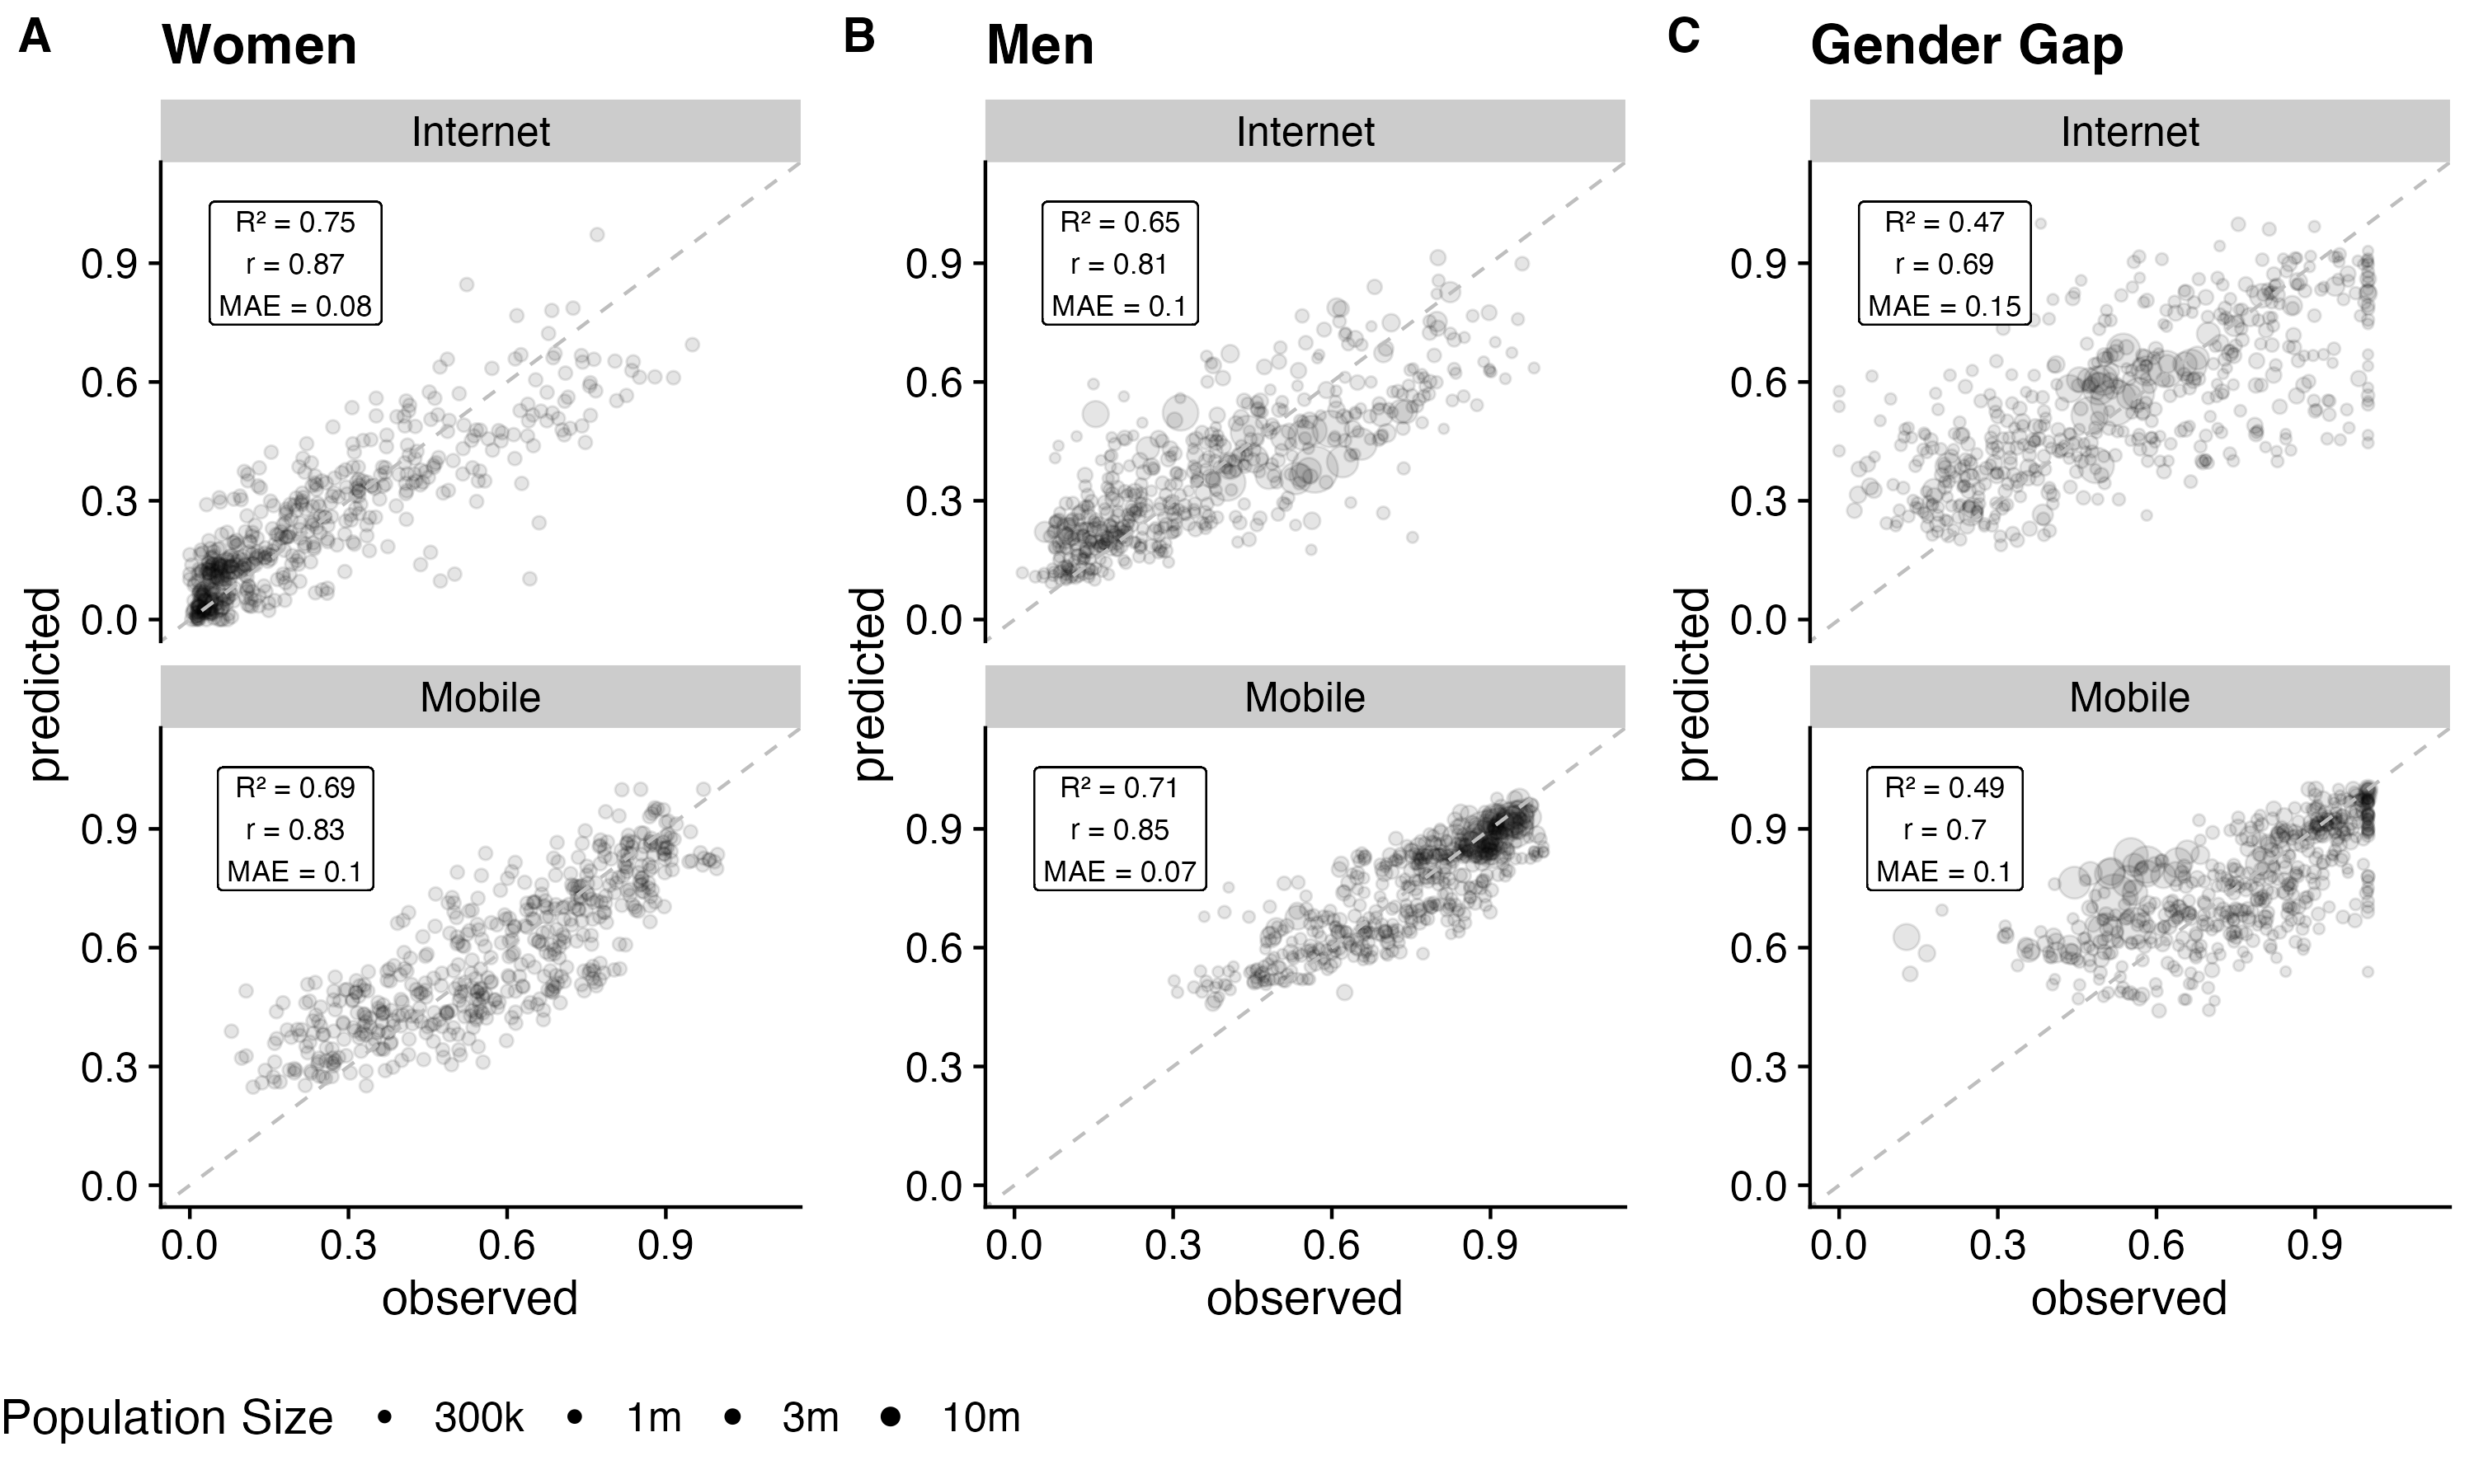 A Women
Internet
R² = 0.75
r = 0.87
MAE = 0.08
0.9
0.6
0.3
0.0
predicted
Mobile
R² = 0.69
r = 0.83
MAE = 0.1
0.9
0.6
0.3
0.0
0.0 0.3 0.6 0.9
observed
B Men
Internet
R² = 0.65
r = 0.81
MAE = 0.1
0.9
0.6
0.3
0.0
predicted
Mobile
R² = 0.71
r = 0.85
MAE = 0.07
0.9
0.6
0.3
0.0
0.0 0.3 0.6 0.9
observed
C Gender Gap
Internet
R² = 0.47
r = 0.69
MAE = 0.15
0.9
0.6
0.3
0.0
predicted
Mobile
R² = 0.49
r = 0.7
MAE = 0.1
0.9
0.6
0.3
0.0
0.0 0.3 0.6 0.9
observed
Population Size 300k 1m 3m 10m